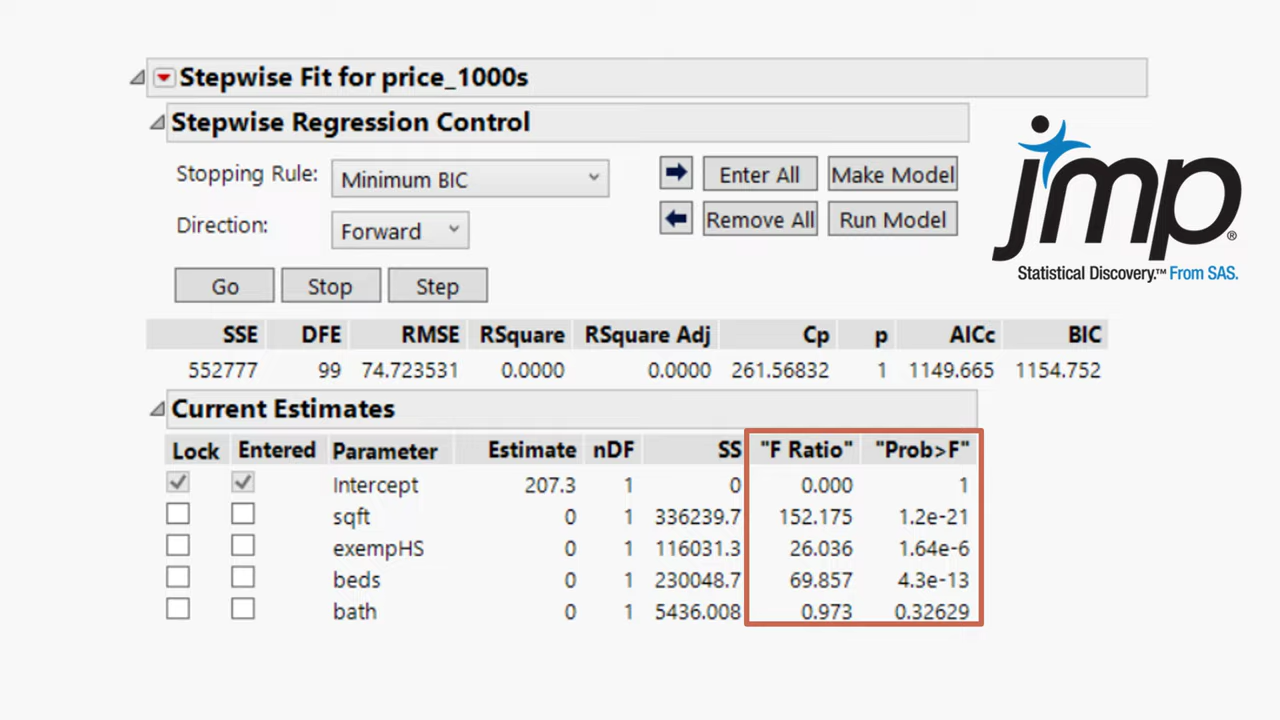 Stepwise Fit for price_1000s
Stepwise Regression Control
Stopping Rule: Minimum BIC Enter All Make Model
Direction: Forward Remove All Run Model
Go Stop Step
jmp®
Statistical Discovery.™ From SAS.
SSE DFE RMSE RSquare RSquare Adj Cp p AICc BIC
552777 99 74.723531 0.0000 0.0000 261.56832 1 1149.665 1154.752
Current Estimates
Lock Entered Parameter Estimate nDF SS "F Ratio" "Prob>F"
Intercept 207.3 1 0 0.000 1
sqft 0 1 336239.7 152.175 1.2e-21
exempHS 0 1 116031.3 26.036 1.64e-6
beds 0 1 230048.7 69.857 4.3e-13
bath 0 1 5436.008 0.973 0.32629